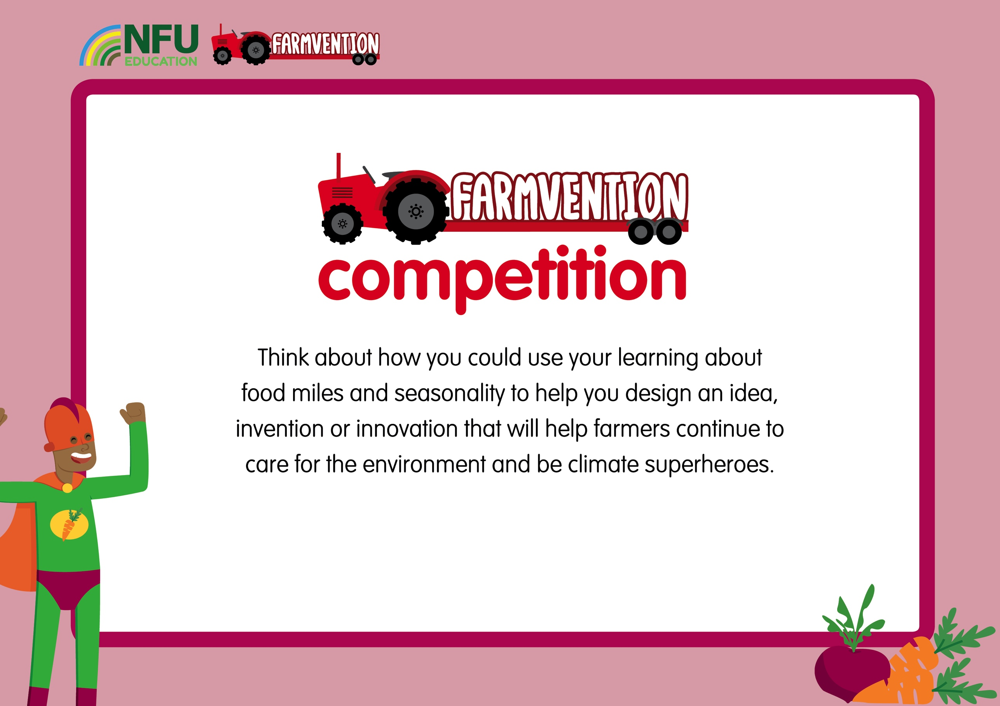 NFU
EDUCATION
FARMVENTION
FARMVENTION
competition
Think about how you could use your learning about
food miles and seasonality to help you design an idea,
invention or innovation that will help farmers continue to
care for the environment and be climate superheroes.